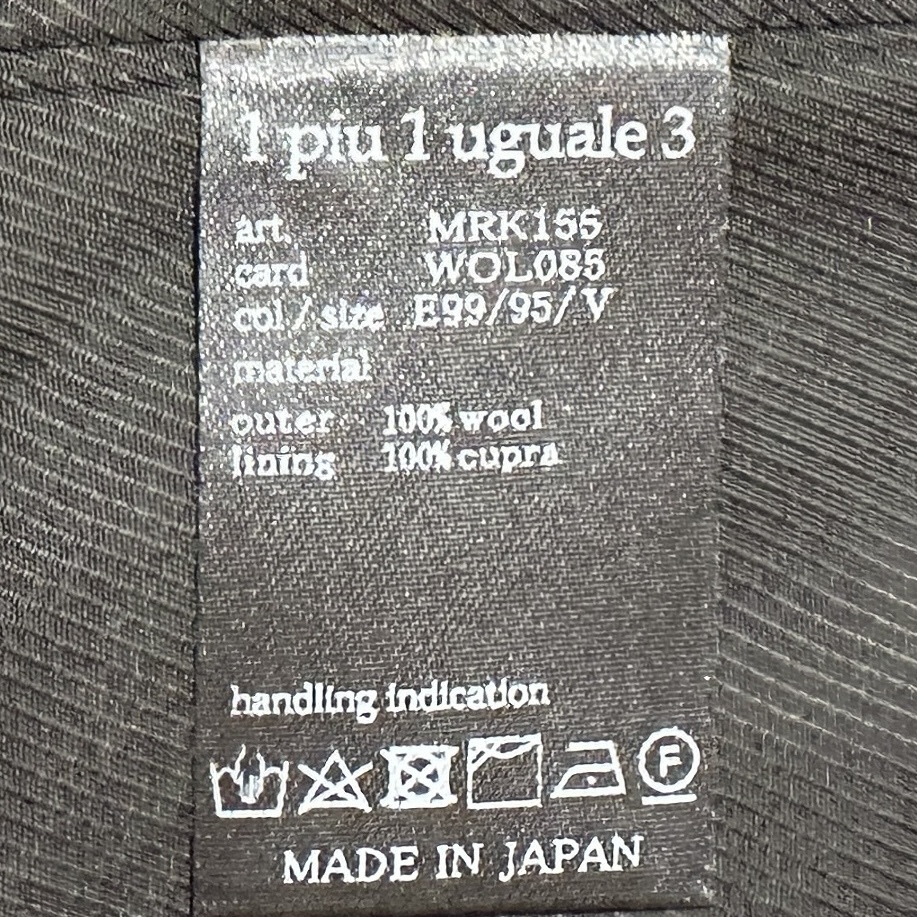 1 piu 1 uguale 3
art. MRK155
card WOL085
col/size E99/95/V
material
outer 100% wool
lining 100% cupra
handling indication
F
MADE IN JAPAN